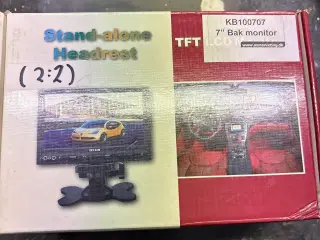 Stand-alone
Headrest
(2:2)
TFT LCD
KB100707
7" Bak monitor